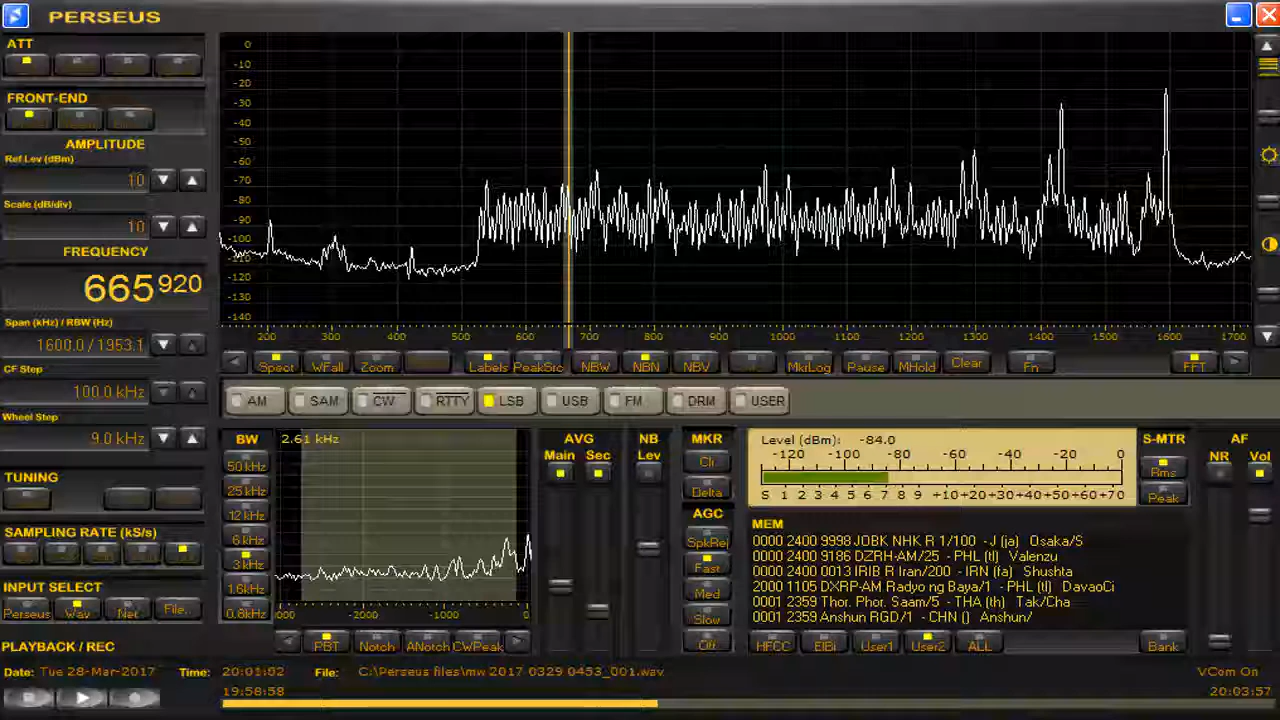 PERSEUS
ATT
FRONT-END
AMPLITUDE
Ref Lev (dBm)
10
Scale (dB/div)
10
FREQUENCY
665 920
Span (kHz) / RBW (Hz)
1600.0 / 1953.1
CF Step
100.0 kHz
Wheel Step
9.0 kHz
TUNING
SAMPLING RATE (kS/s)
INPUT SELECT
Perseus Wav Net File..
PLAYBACK / REC
0
-10
-20
-30
-40
-50
-60
-70
-80
-90
-100
-110
-120
-130
-140
200 300 400 500 600 700 800 900 1000 1100 1200 1300 1400 1500 1600 1700
Spect WFall Zoom Labels PeakSrc NBW NBN NBV MkrLog Pause MHold Clear Fn FFT
AM SAM CW RTTY LSB USB FM DRM USER
BW
50 kHz
25 kHz
12 kHz
6 kHz
3 kHz
1.6kHz
0.8kHz
2.61 kHz
000 -2000 -1000 0
PBT Notch ANotch CWPeak
AVG
Main Sec
NB
Lev
MKR
Clr
Delta
AGC
SpkRej
Fast
Med
Slow
Off
Level (dBm): -84.0
-120 -100 -80 -60 -40 -20 0
S 1 2 3 4 5 6 7 8 9 +10+20+30+40+50+60+70
S-MTR
Rms
Peak
AF
NR Vol
MEM
0000 2400 9998 JOBK NHK R 1/100 - J (ja) Osaka/S
0000 2400 9186 DZRH-AM/25 - PHL (tl) Valenzu
0000 2400 0013 IRIB R Iran/200 - IRN (fa) Shushta
2000 1105 DXRP-AM Radyo ng Baya/1 - PHL (tl) DavaoCi
0001 2359 Thor. Phor. Saam/5 - THA (th) Tak/Cha
0001 2359 Anshun RGD/1 - CHN () Anshun/
HFCC EIBi User1 User2 ALL Bank
Date: Tue 28-Mar-2017 Time: 20:01:52 File: C:\Perseus files\mw 2017 0329 0453_001.wav VCom On
19:58:58 20:03:57